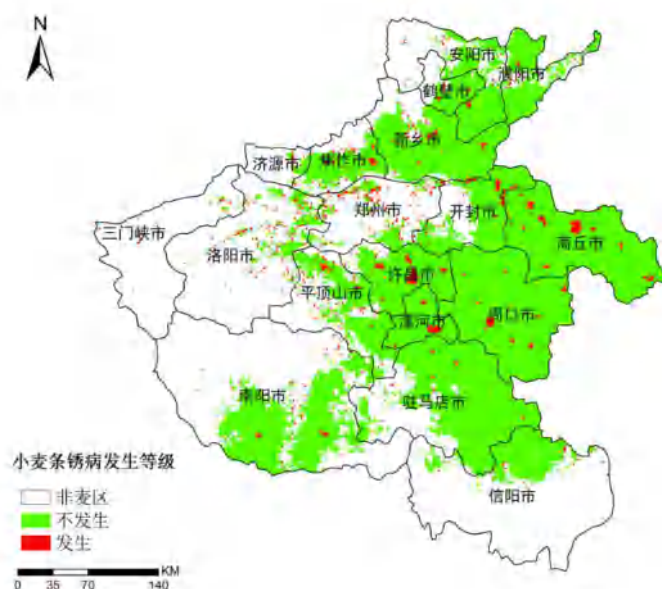 N
安阳市
濮阳市
鹤壁市
新乡市
济源市
焦作市
三门峡市
洛阳市
郑州市
开封市
商丘市
许昌市
平顶山市
漯河市
周口市
南阳市
驻马店市
信阳市
小麦条锈病发生等级
非麦区
不发生
发生
KM
0 35 70 140